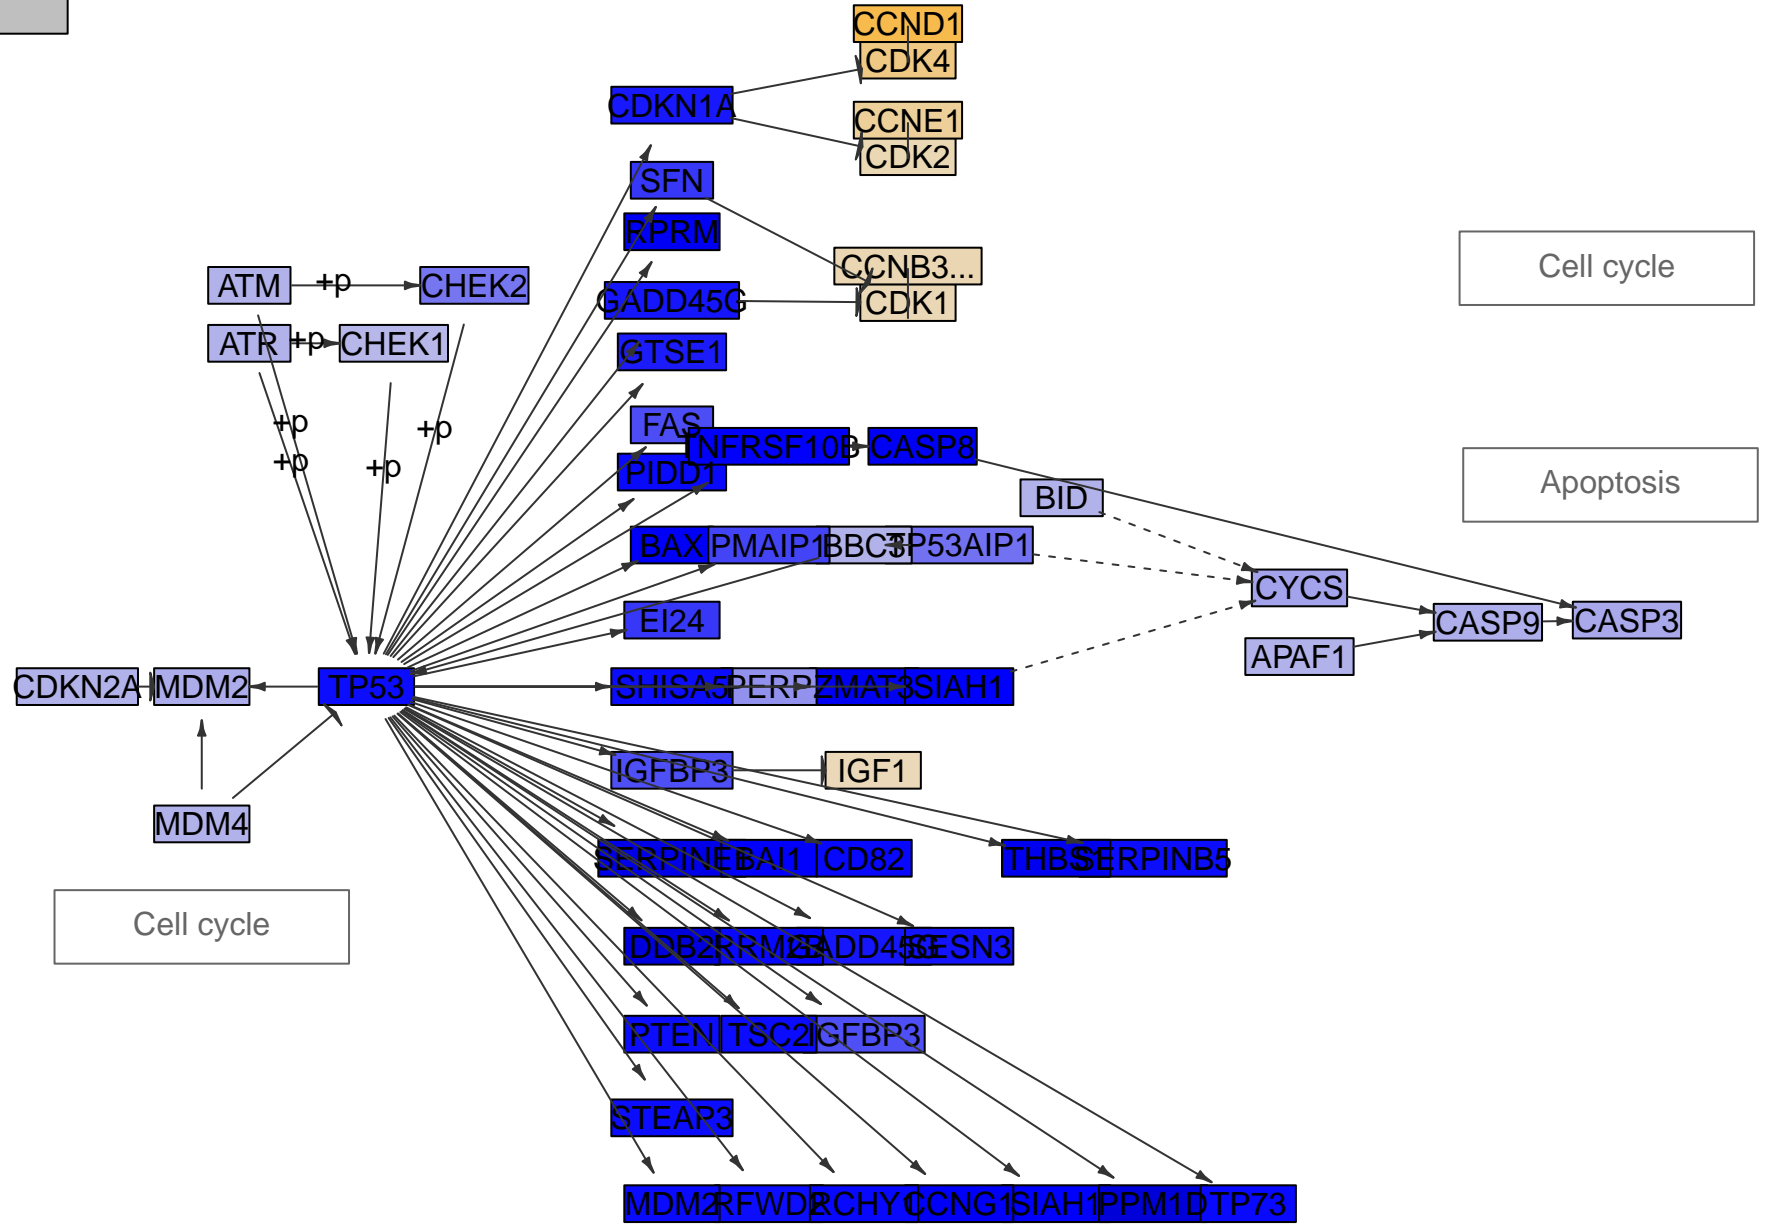 CCND1
CDK4
CDKN1A
CCNE1
CDK2
SFN
RPRM
CCNB3...
Cell cycle
ATM
+p
CHEK2
GADD45G
CDK1
ATR
+p
CHEK1
GTSE1
+p
+p
FAS
TNFRSF10B
CASP8
+p
+p
PIDD1
Apoptosis
BID
BAX
PMAIP1
BBC3
TP53AIP1
CYCS
EI24
CASP9
CASP3
APAF1
CDKN2A
MDM2
TP53
SHISA5
PERP
ZMAT3
SIAH1
IGFBP3
IGF1
MDM4
SERPINE1
BAI1
CD82
THBS1
SERPINB5
Cell cycle
DDB2
RRM2B
GADD45G
SESN3
PTEN
TSC2
IGFBP3
STEAP3
MDM2
RFWD2
RCHY1
CCNG1
SIAH1
PPM1D
TP73